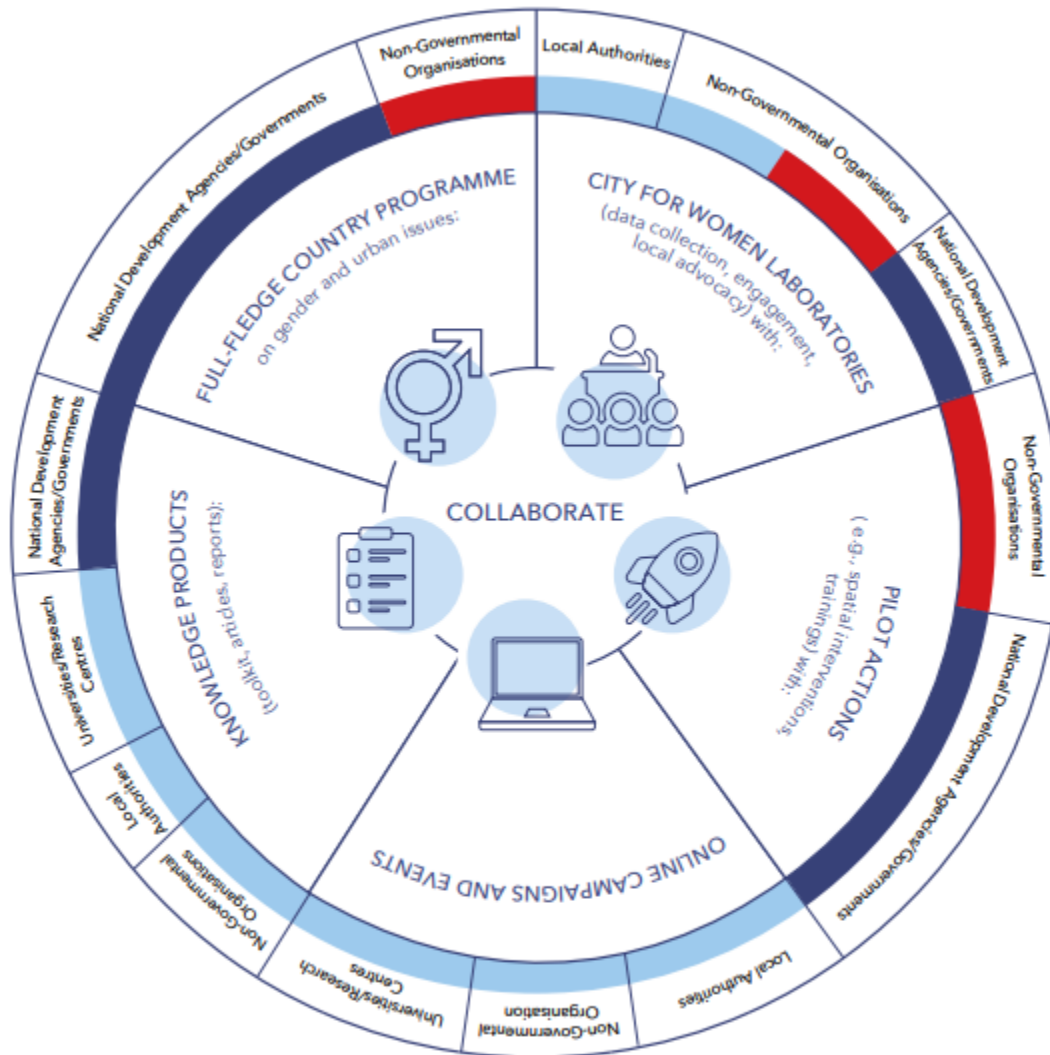 Non-Governmental
Organisations
Local Authorities
Non-Governmental Organisations
National Development
Agencies/Governments
Non-Governmental
Organisations
National Development Agencies/Governments
Local Authorities
Non-Governmental
Organisation
Universities/Research
Centres
Non-Governmental
Organisations
Local
Authorities
Universities/Research
Centres
National Development
Agencies/Governments
National Development Agencies/Governments
FULL-FLEDGE COUNTRY PROGRAMME
on gender and urban issues:
CITY FOR WOMEN LABORATORIES
(data collection, engagement,
local advocacy) with:
PILOT ACTIONS
( e.g., spatial interventions,
trainings) with:
ONLINE CAMPAIGNS AND EVENTS
KNOWLEDGE PRODUCTS
(toolkit, articles, reports):
COLLABORATE